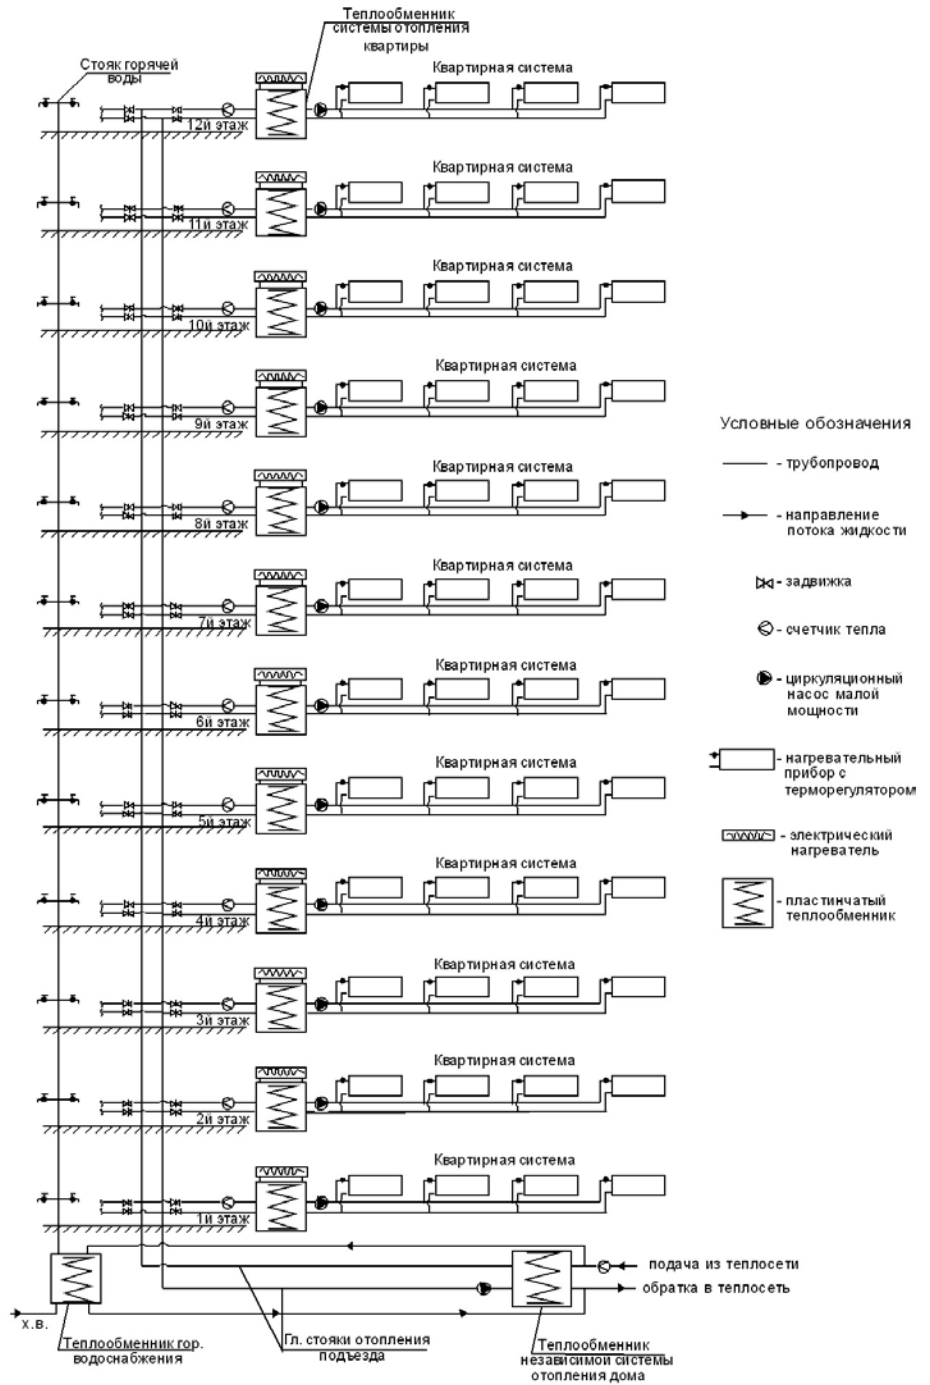 Теплообменник
системы отопления
квартиры
Стояк горячей
воды
Квартирная система
12й этаж
Квартирная система
11й этаж
Квартирная система
10й этаж
Квартирная система
9й этаж
Квартирная система
8й этаж
Квартирная система
7й этаж
Квартирная система
6й этаж
Квартирная система
5й этаж
Квартирная система
4й этаж
Квартирная система
3й этаж
Квартирная система
2й этаж
Квартирная система
1й этаж
Условные обозначения
- трубопровод
- направление
потока жидкости
- задвижка
- счетчик тепла
- циркуляционный
насос малой
мощности
- нагревательный
прибор с
терморегулятором
- электрический
нагреватель
- пластинчатый
теплообменник
подача из теплосети
обратка в теплосеть
х.в.
Теплообменник гор.
водоснабжения
Гл. стояки отопления
подъезда
Теплообменник
независимой системы
отопления дома